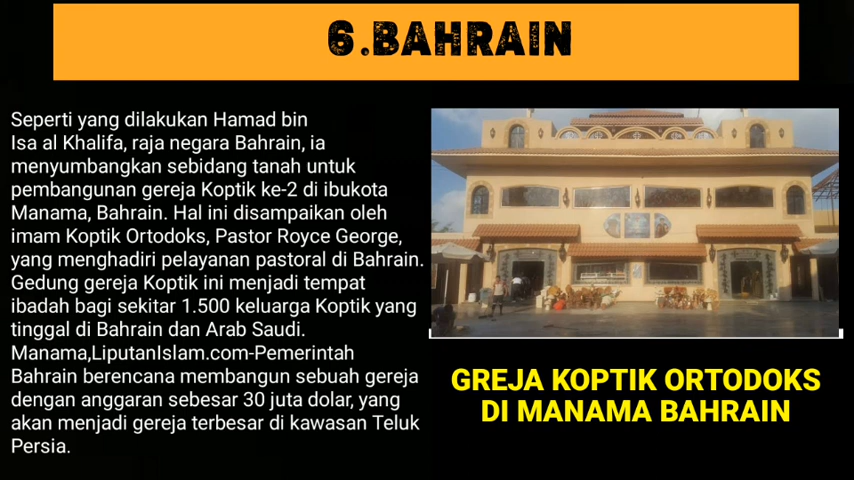 6.BAHRAIN
Seperti yang dilakukan Hamad bin
Isa al Khalifa, raja negara Bahrain, ia
menyumbangkan sebidang tanah untuk
pembangunan gereja Koptik ke-2 di ibukota
Manama, Bahrain. Hal ini disampaikan oleh
imam Koptik Ortodoks, Pastor Royce George,
yang menghadiri pelayanan pastoral di Bahrain.
Gedung gereja Koptik ini menjadi tempat
ibadah bagi sekitar 1.500 keluarga Koptik yang
tinggal di Bahrain dan Arab Saudi.
Manama,LiputanIslam.com-Pemerintah
Bahrain berencana membangun sebuah gereja
dengan anggaran sebesar 30 juta dolar, yang
akan menjadi gereja terbesar di kawasan Teluk
Persia.
GREJA KOPTIK ORTODOKS
DI MANAMA BAHRAIN